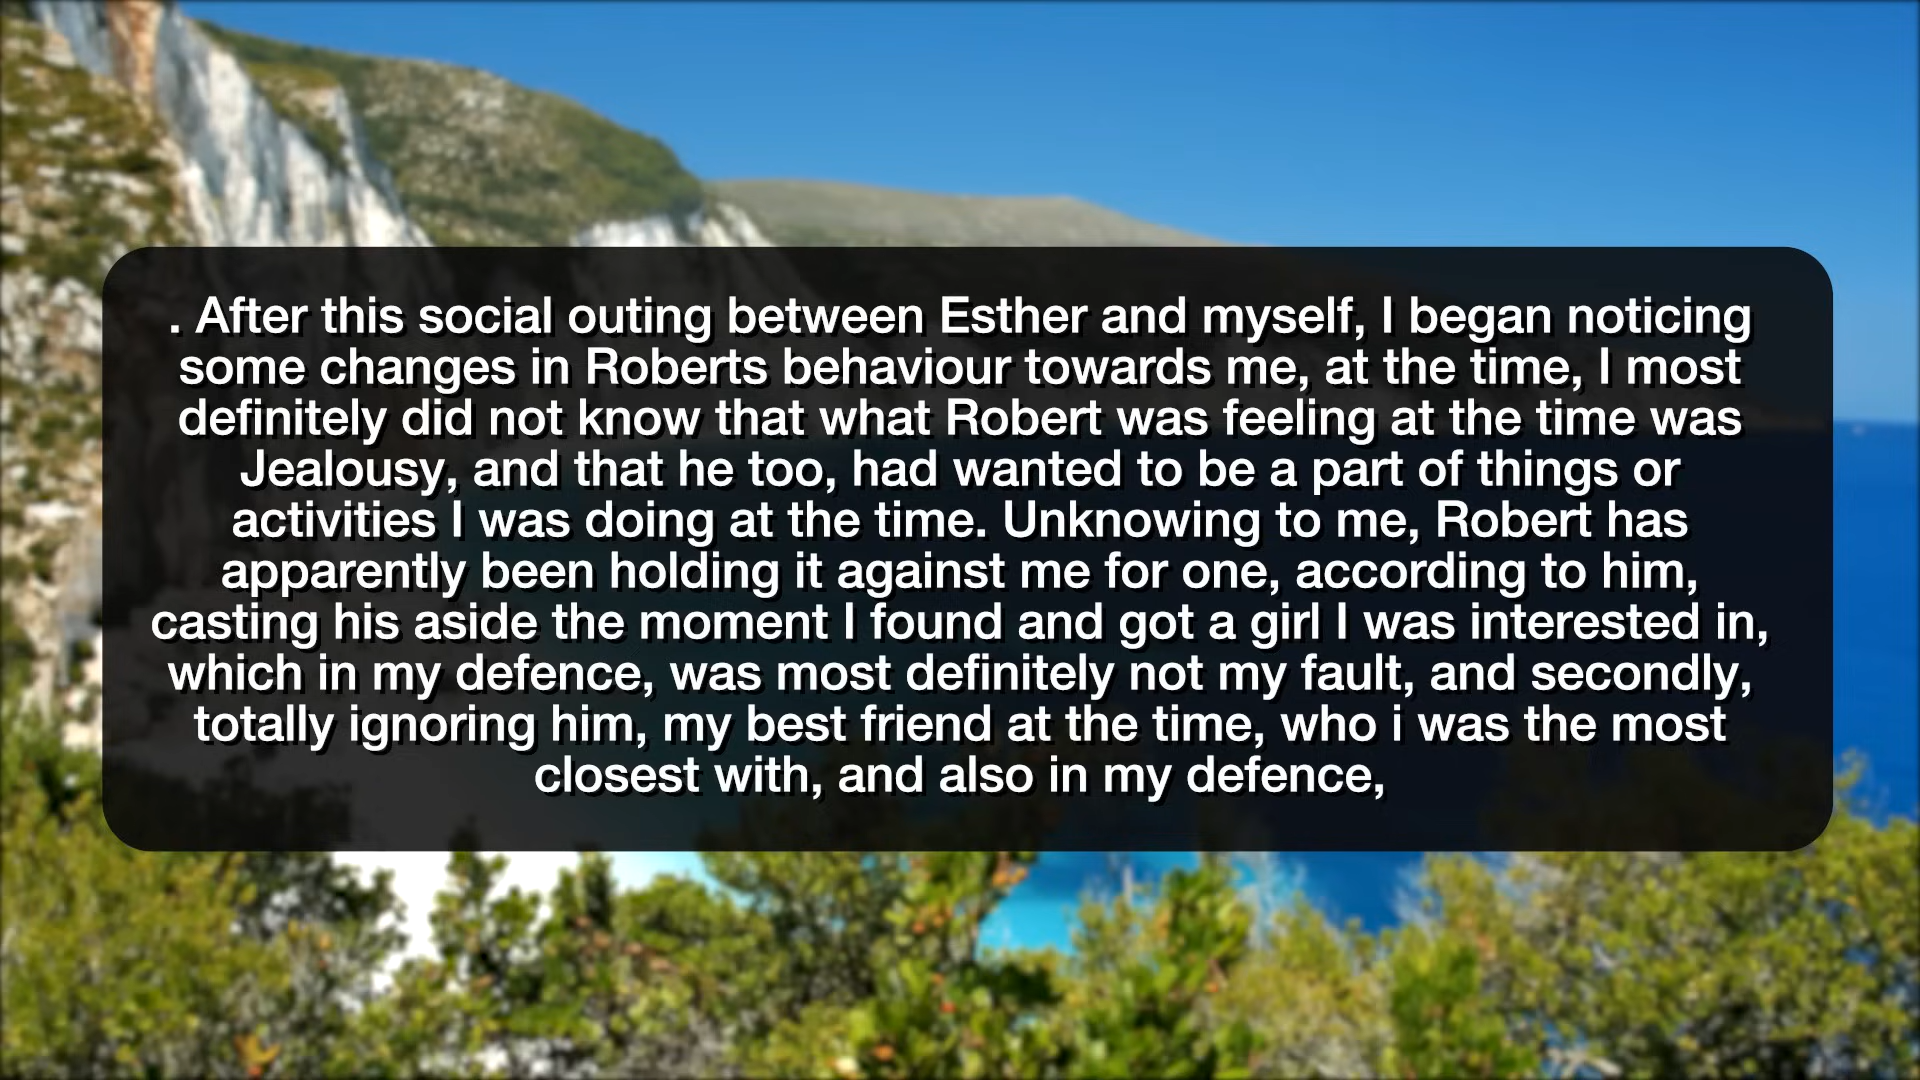 . After this social outing between Esther and myself, I began noticing
some changes in Roberts behaviour towards me, at the time, I most
definitely did not know that what Robert was feeling at the time was
Jealousy, and that he too, had wanted to be a part of things or
activities I was doing at the time. Unknowing to me, Robert has
apparently been holding it against me for one, according to him,
casting his aside the moment I found and got a girl I was interested in,
which in my defence, was most definitely not my fault, and secondly,
totally ignoring him, my best friend at the time, who i was the most
closest with, and also in my defence,